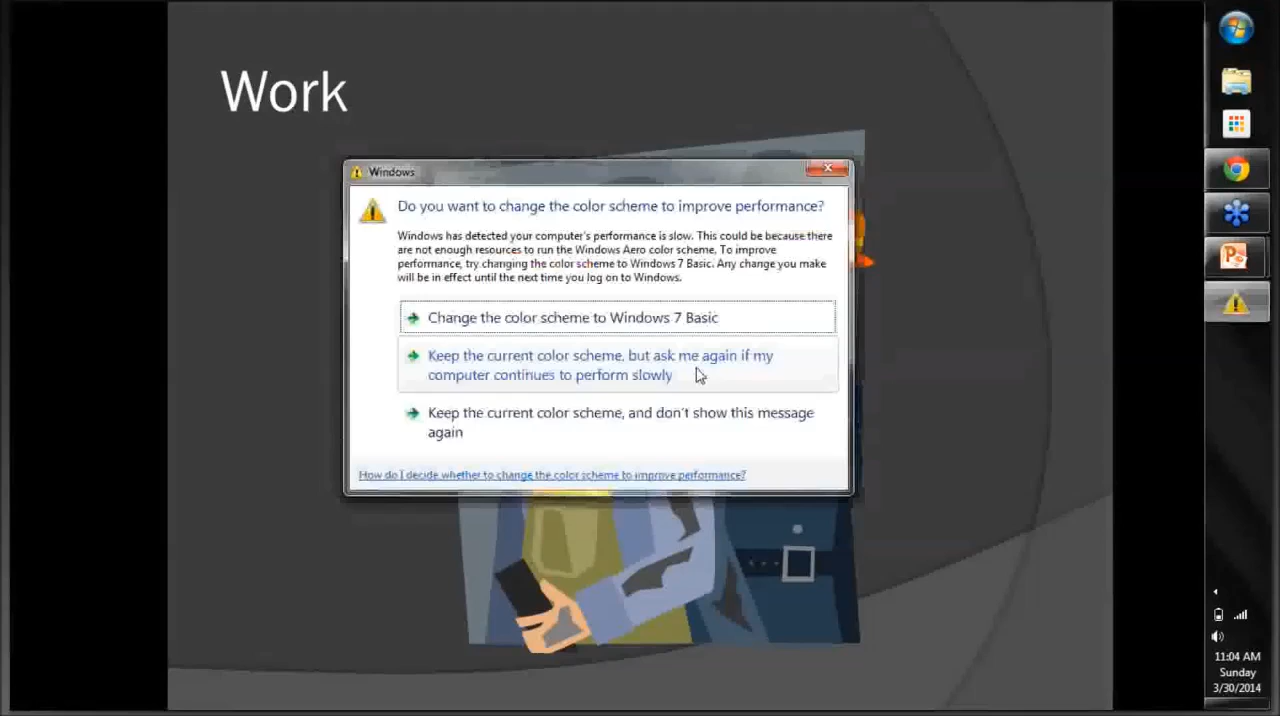 Work
Windows
Do you want to change the color scheme to improve performance?
Windows has detected your computer's performance is slow. This could be because there
are not enough resources to run the Windows Aero color scheme. To improve
performance, try changing the color scheme to Windows 7 Basic. Any change you make
will be in effect until the next time you log on to Windows.
Change the color scheme to Windows 7 Basic
Keep the current color scheme, but ask me again if my
computer continues to perform slowly
Keep the current color scheme, and don't show this message
again
How do I decide whether to change the color scheme to improve performance?
11:04 AM
Sunday
3/30/2014